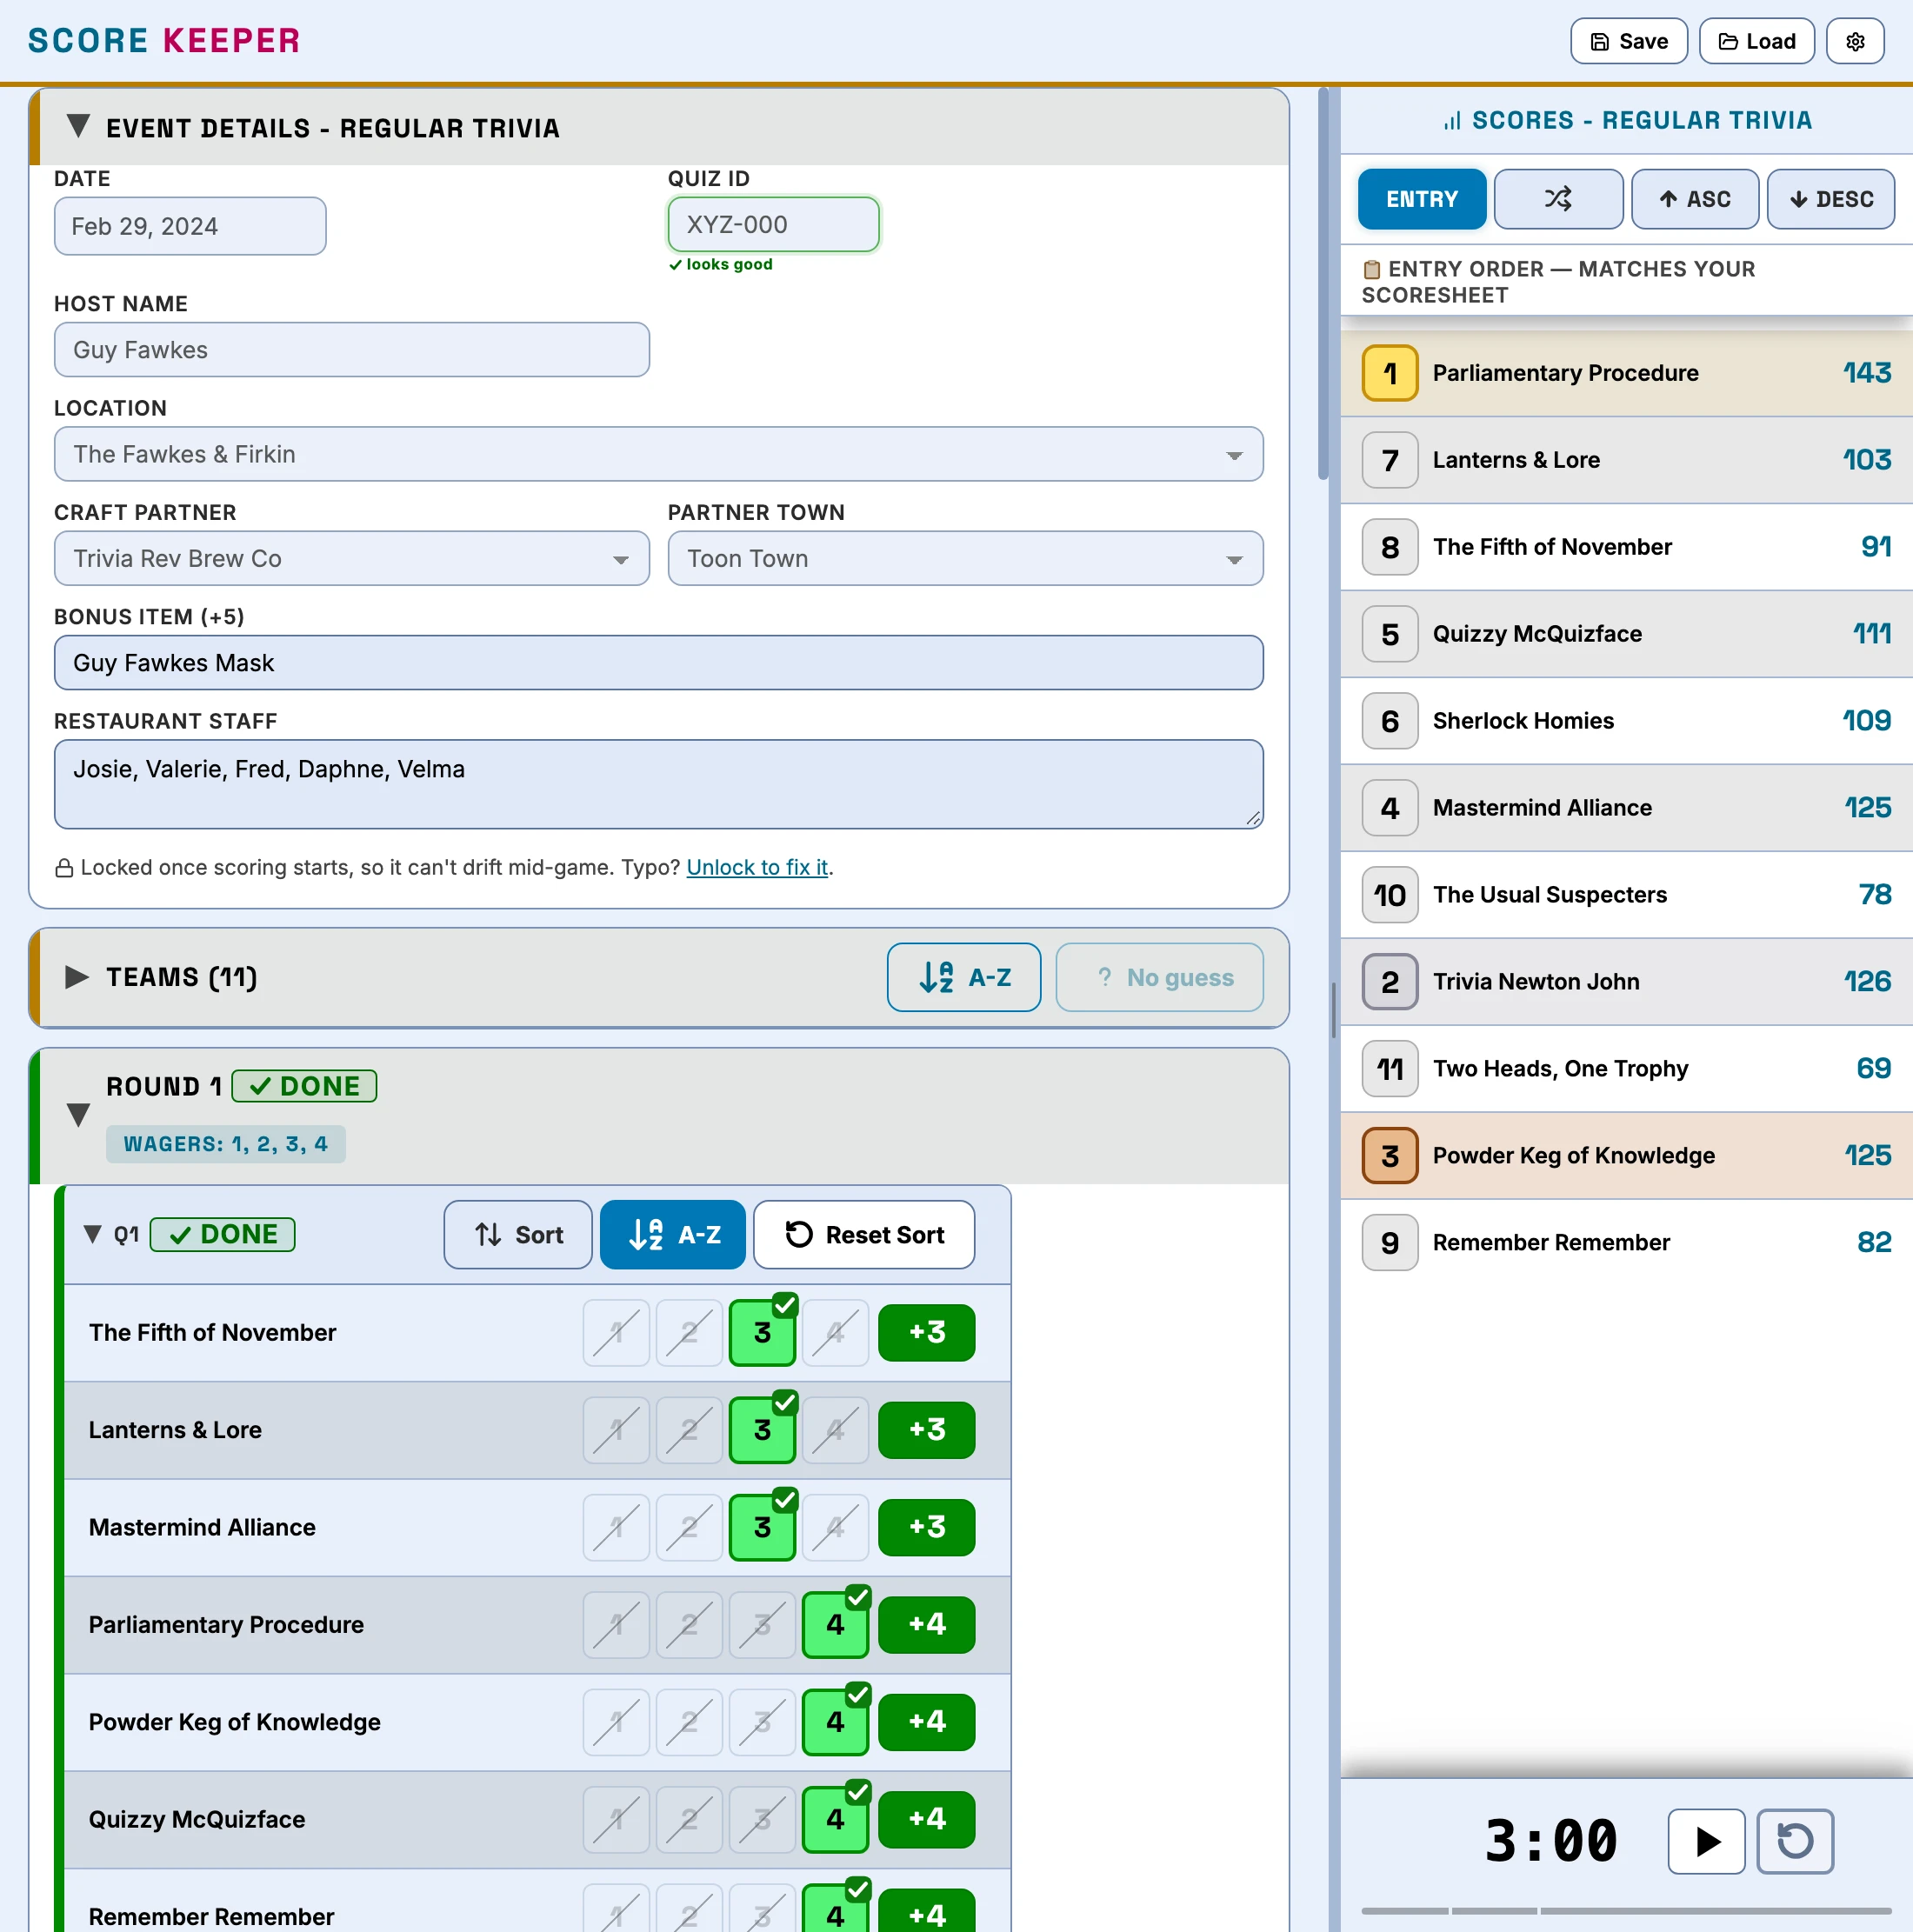 SCORE KEEPER
Save
Load
EVENT DETAILS - REGULAR TRIVIA
DATE
QUIZ ID
Feb 29, 2024
XYZ-000
looks good
HOST NAME
Guy Fawkes
LOCATION
The Fawkes & Firkin
CRAFT PARTNER
PARTNER TOWN
Trivia Rev Brew Co
Toon Town
BONUS ITEM (+5)
Guy Fawkes Mask
RESTAURANT STAFF
Josie, Valerie, Fred, Daphne, Velma
Locked once scoring starts, so it can't drift mid-game. Typo? Unlock to fix it.
TEAMS (11)
A-Z
? No guess
ROUND 1 DONE
WAGERS: 1, 2, 3, 4
Q1 DONE
Sort
A-Z
Reset Sort
The Fifth of November 1 2 3 4 +3
Lanterns & Lore 1 2 3 4 +3
Mastermind Alliance 1 2 3 4 +3
Parliamentary Procedure 1 2 3 4 +4
Powder Keg of Knowledge 1 2 3 4 +4
Quizzy McQuizface 1 2 3 4 +4
Remember Remember 1 2 3 4 +4
SCORES - REGULAR TRIVIA
ENTRY
ASC
DESC
ENTRY ORDER — MATCHES YOUR
SCORESHEET
1 Parliamentary Procedure 143
7 Lanterns & Lore 103
8 The Fifth of November 91
5 Quizzy McQuizface 111
6 Sherlock Homies 109
4 Mastermind Alliance 125
10 The Usual Suspecters 78
2 Trivia Newton John 126
11 Two Heads, One Trophy 69
3 Powder Keg of Knowledge 125
9 Remember Remember 82
3:00